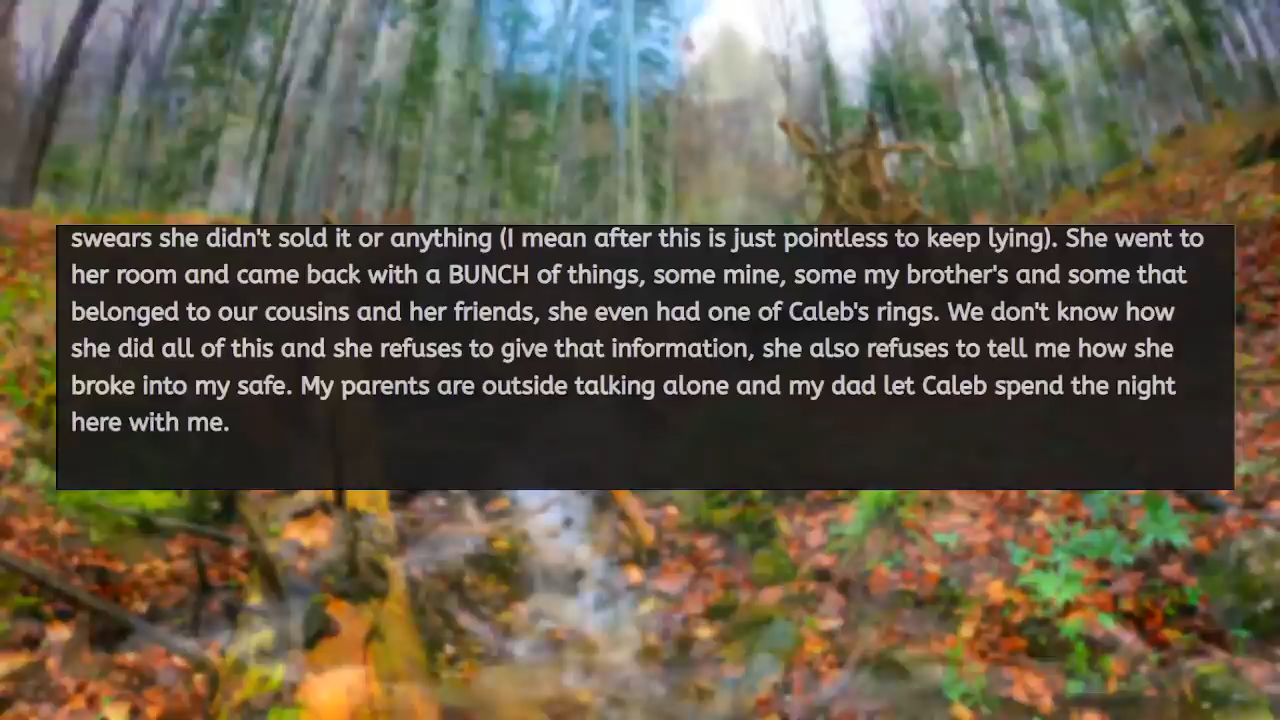 swears she didn't sold it or anything (I mean after this is just pointless to keep lying). She went to
her room and came back with a BUNCH of things, some mine, some my brother's and some that
belonged to our cousins and her friends, she even had one of Caleb's rings. We don't know how
she did all of this and she refuses to give that information, she also refuses to tell me how she
broke into my safe. My parents are outside talking alone and my dad let Caleb spend the night
here with me.